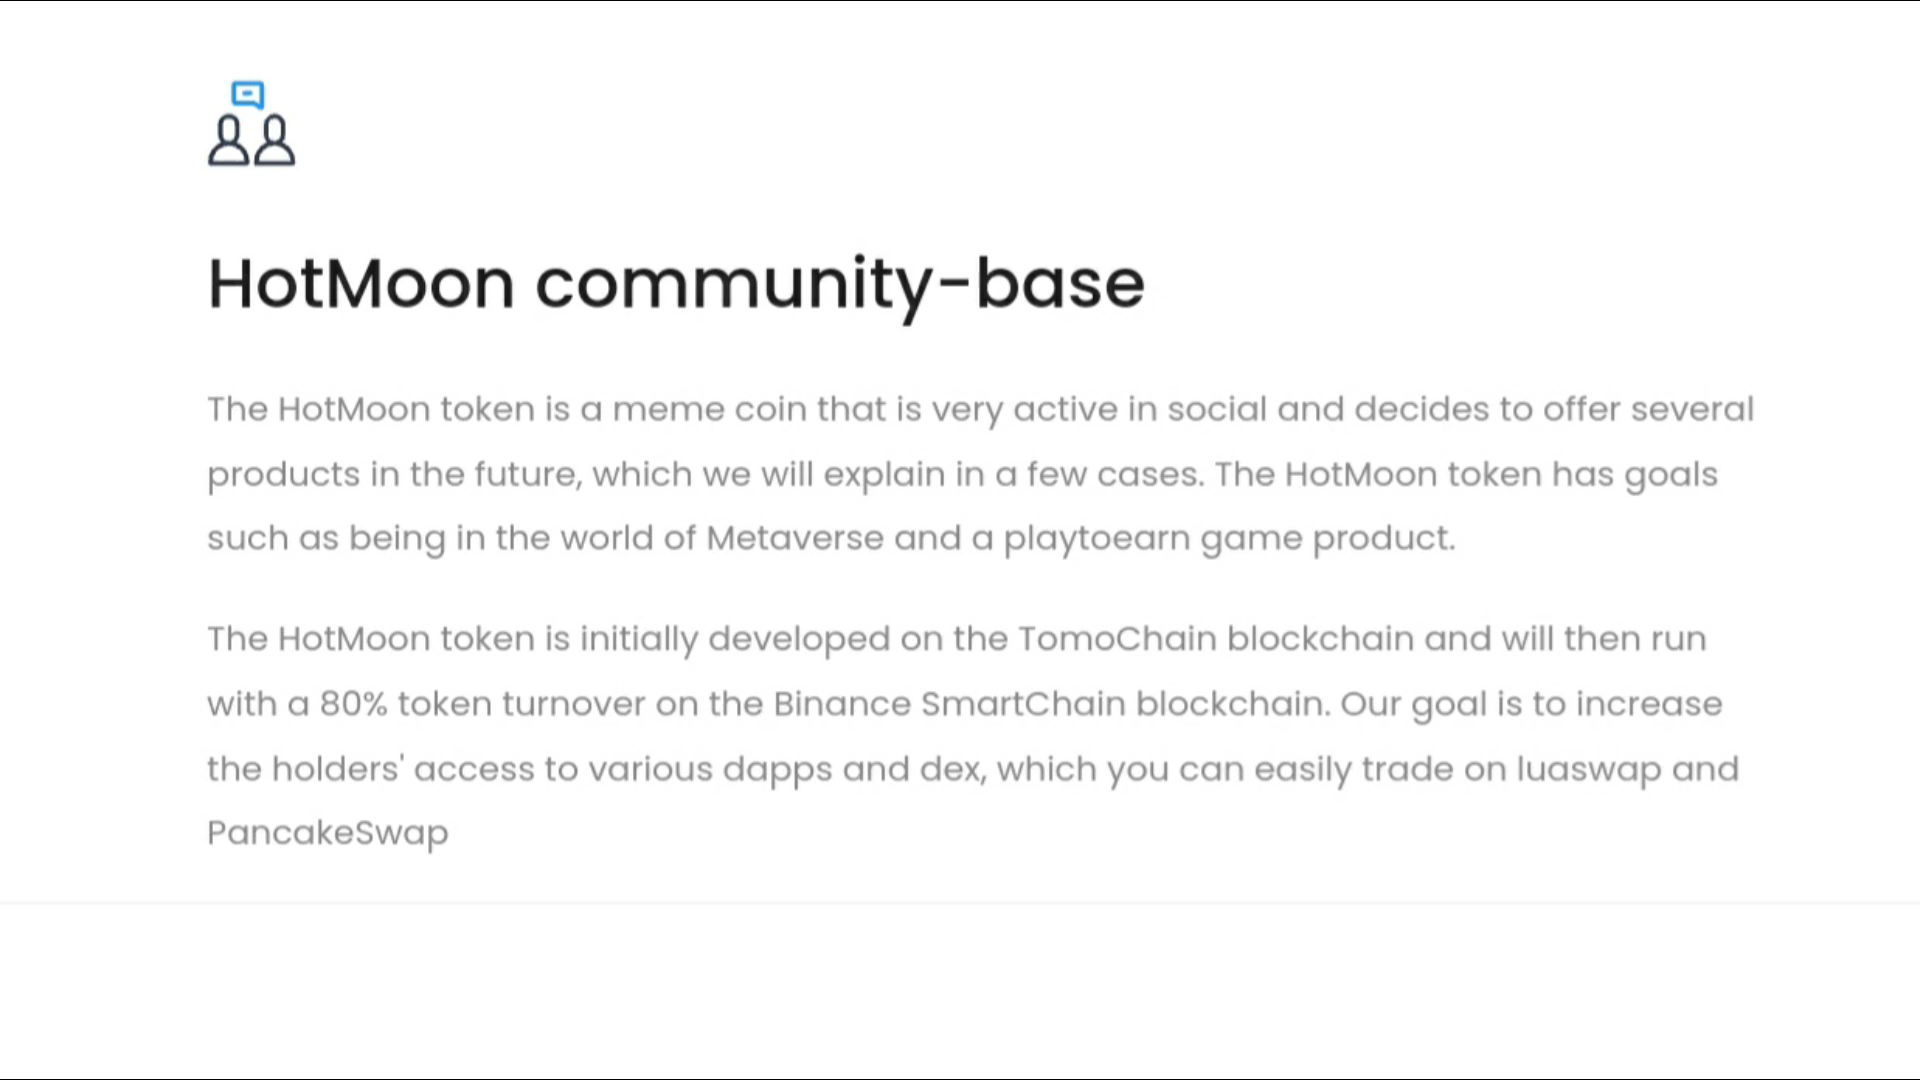 HotMoon community-base
The HotMoon token is a meme coin that is very active in social and decides to offer several
products in the future, which we will explain in a few cases. The HotMoon token has goals
such as being in the world of Metaverse and a playtoearn game product.
The HotMoon token is initially developed on the TomoChain blockchain and will then run
with a 80% token turnover on the Binance SmartChain blockchain. Our goal is to increase
the holders' access to various dapps and dex, which you can easily trade on luaswap and
PancakeSwap